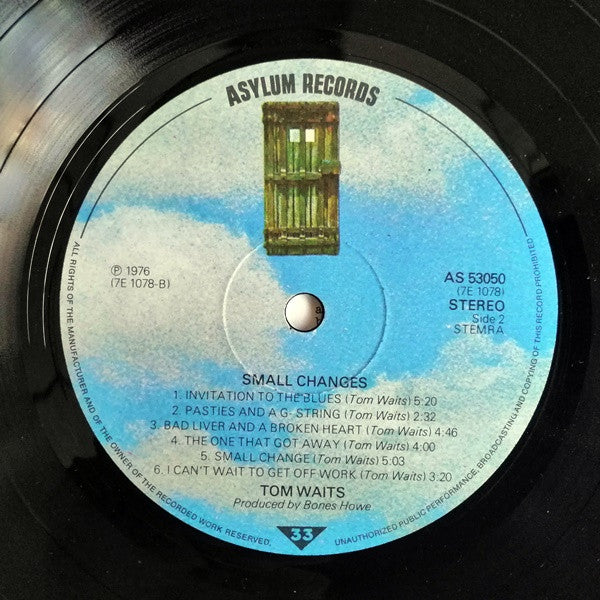 ASYLUM RECORDS
℗ 1976
(7E 1078-B)
AS 53050
(7E 1078)
STEREO
Side 2
STEMRA
SMALL CHANGES
1. INVITATION TO THE BLUES (Tom Waits) 5:20
2. PASTIES AND A G-STRING (Tom Waits) 2:32
3. BAD LIVER AND A BROKEN HEART (Tom Waits) 4:46
4. THE ONE THAT GOT AWAY (Tom Waits) 4:00
5. SMALL CHANGE (Tom Waits) 5:03
6. I CAN'T WAIT TO GET OFF WORK (Tom Waits) 3.20
TOM WAITS
Produced by Bones Howe
33
ALL RIGHTS OF THE MANUFACTURER AND OF THE OWNER OF THE RECORDED WORK RESERVED.
UNAUTHORIZED PUBLIC PERFORMANCE, BROADCASTING AND COPYING OF THIS RECORD PROHIBITED